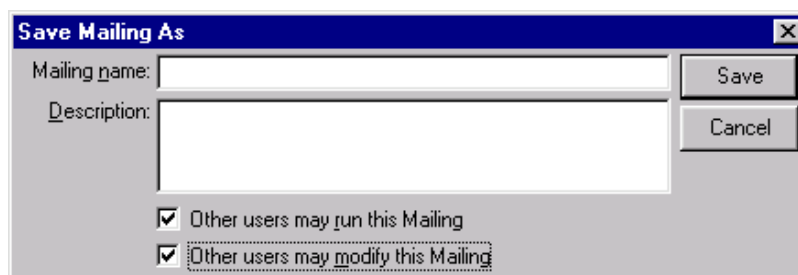 Save Mailing As
Mailing name:
Save
Description:
Cancel
Other users may run this Mailing
Other users may modify this Mailing